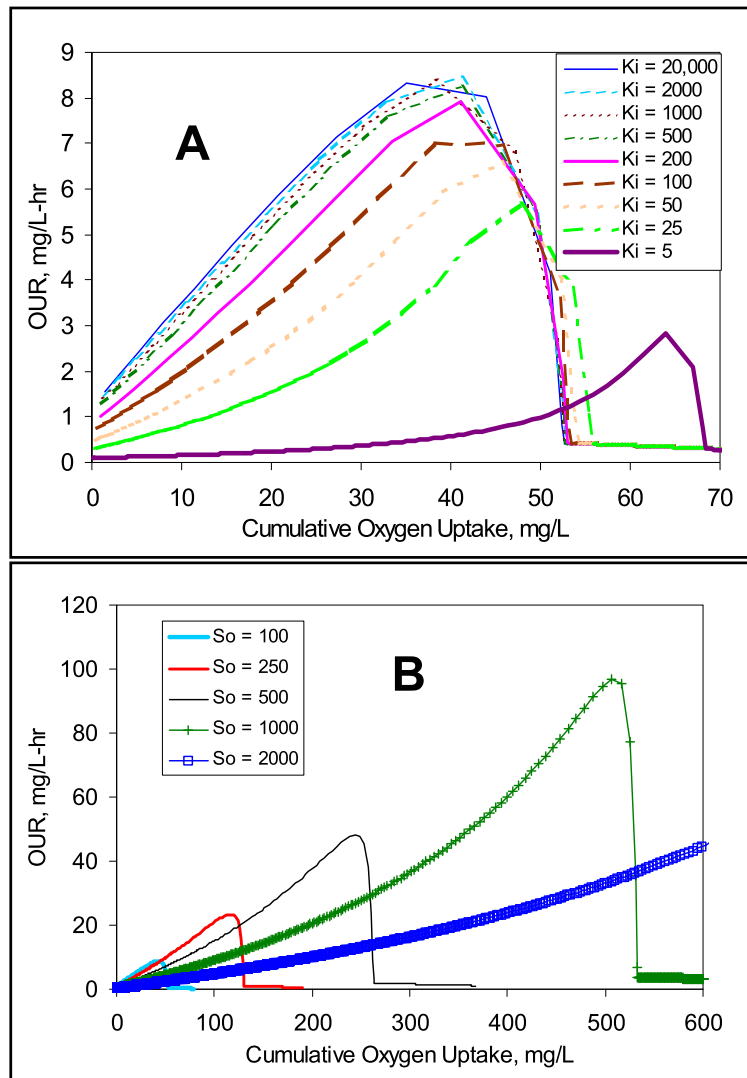 9
8
7
6
5
4
3
2
1
0
OUR, mg/L-hr
A
Ki = 20,000
Ki = 2000
Ki = 1000
Ki = 500
Ki = 200
Ki = 100
Ki = 50
Ki = 25
Ki = 5
0 10 20 30 40 50 60 70
Cumulative Oxygen Uptake, mg/L
120
100
80
60
40
20
0
OUR, mg/L-hr
So = 100
So = 250
So = 500
So = 1000
So = 2000
B
0 100 200 300 400 500 600
Cumulative Oxygen Uptake, mg/L